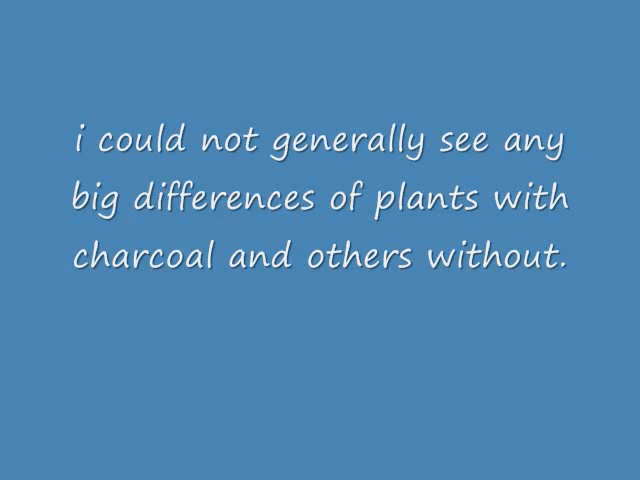 i could not generally see any
big differences of plants with
charcoal and others without.